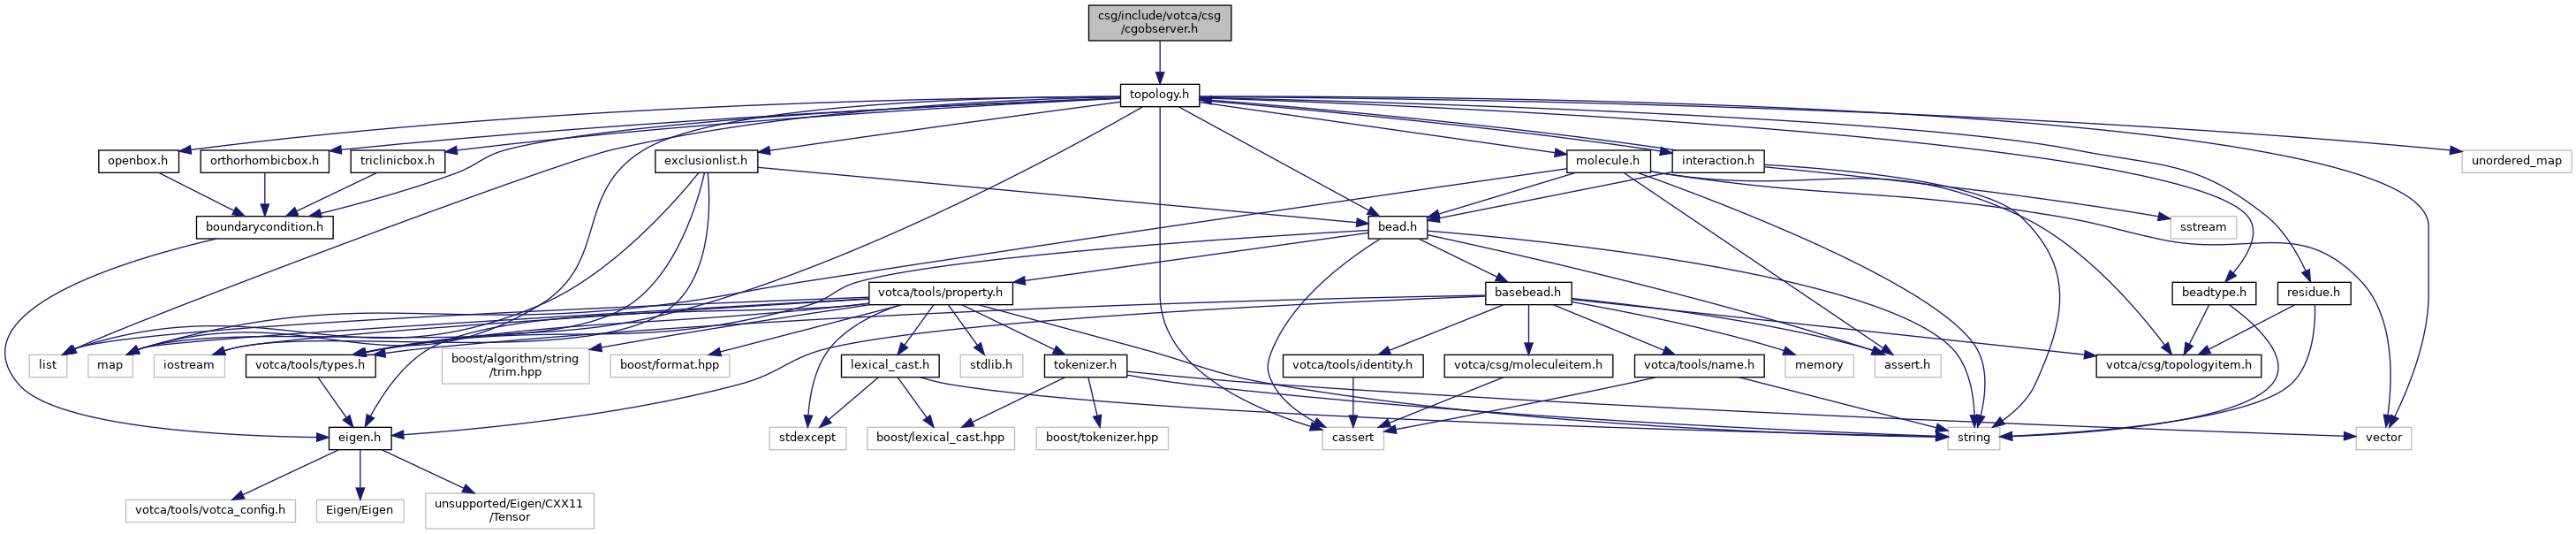 csg/include/votca/csg
/cgobserver.h
topology.h
openbox.h
orthorhombicbox.h
triclinicbox.h
exclusionlist.h
molecule.h
interaction.h
unordered_map
boundarycondition.h
bead.h
sstream
votca/tools/property.h
basebead.h
beadtype.h
residue.h
list
map
iostream
votca/tools/types.h
boost/algorithm/string
/trim.hpp
boost/format.hpp
lexical_cast.h
stdlib.h
tokenizer.h
votca/tools/identity.h
votca/csg/moleculeitem.h
votca/tools/name.h
memory
assert.h
votca/csg/topologyitem.h
eigen.h
stdexcept
boost/lexical_cast.hpp
boost/tokenizer.hpp
cassert
string
vector
votca/tools/votca_config.h
Eigen/Eigen
unsupported/Eigen/CXX11
/Tensor